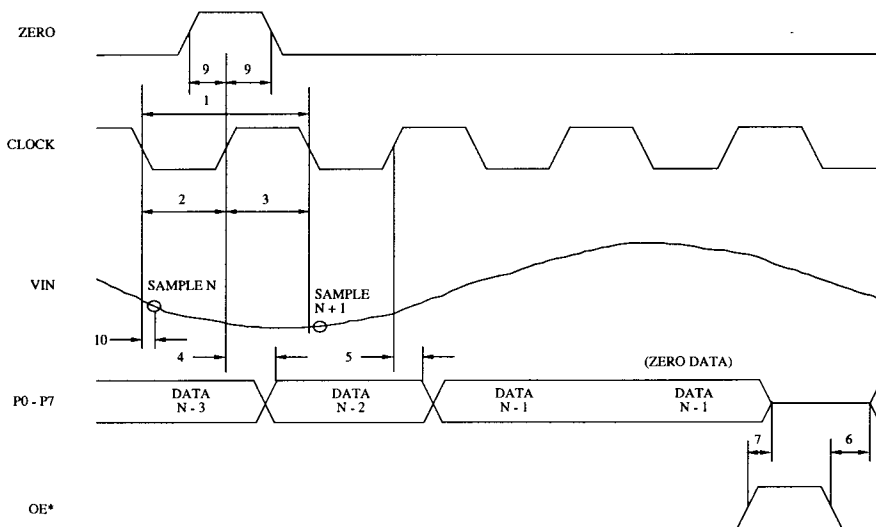 ZERO
9 9
1
CLOCK
2 3
VIN
SAMPLE N
SAMPLE
N + 1
10
4 5
(ZERO DATA)
P0 - P7
DATA
N - 3
DATA
N - 2
DATA
N - 1
DATA
N - 1
7 6
OE*